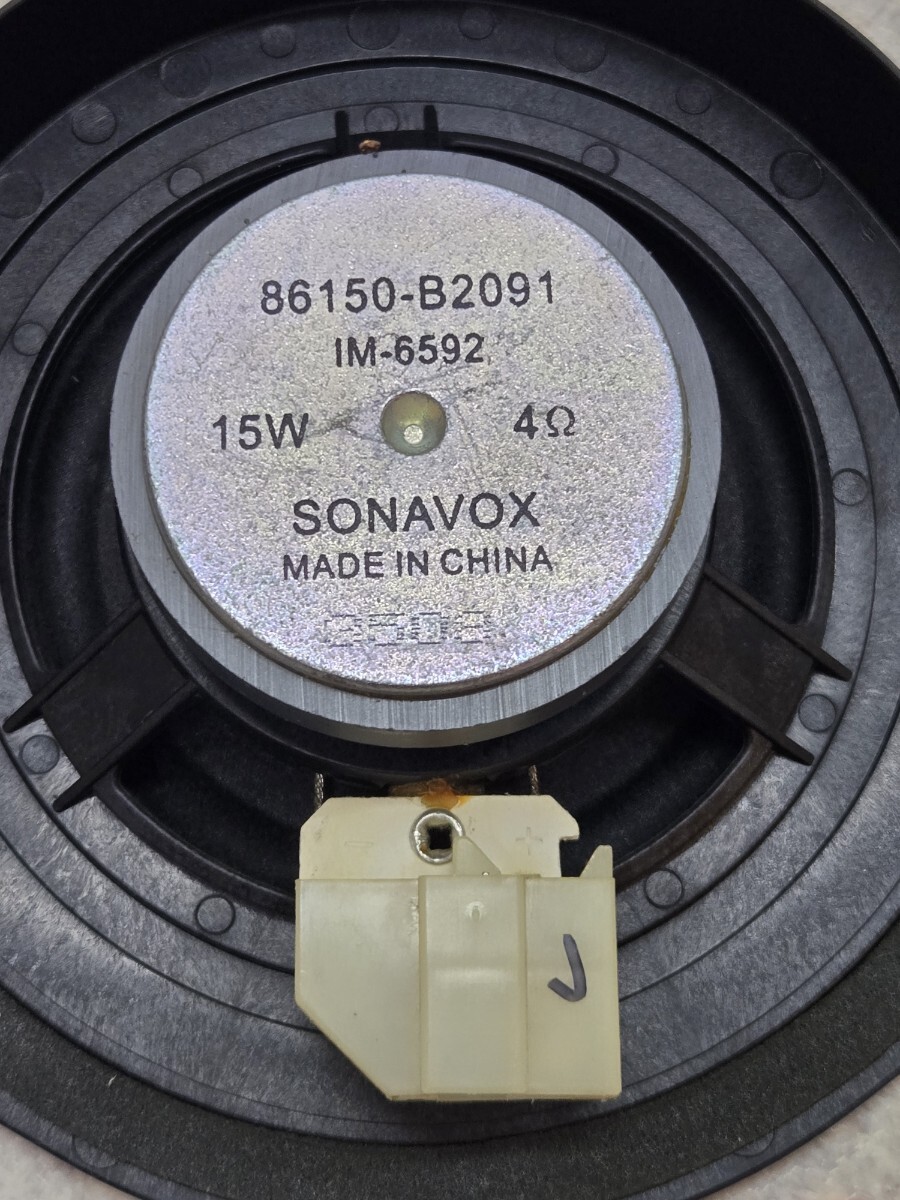 86150-B2091
IM-6592
15W 4Ω
SONAVOX
MADE IN CHINA
+